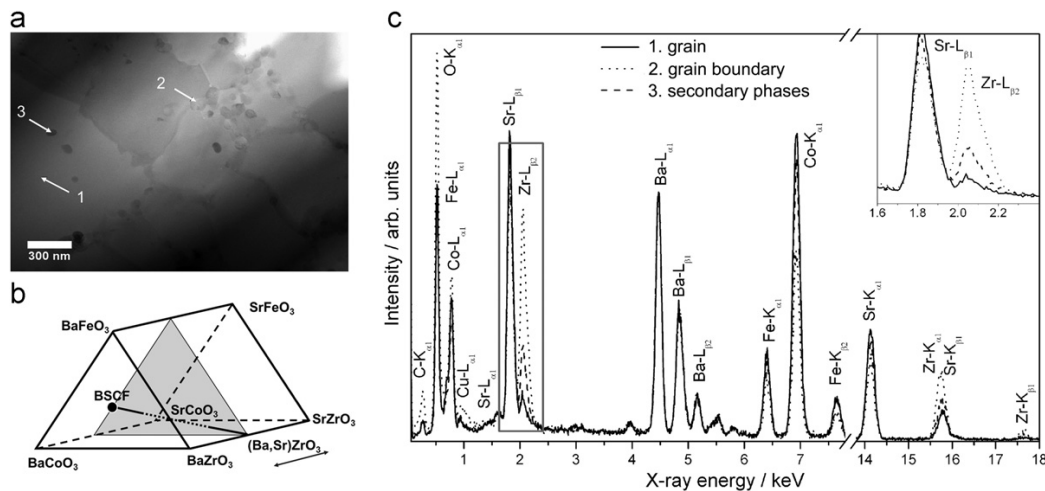 a
2
3
1
300 nm
b
SrFeO₃
BaFeO₃
BSCF
SrCoO₃
SrZrO₃
BaCoO₃
BaZrO₃
(Ba,Sr)ZrO₃
c
Intensity / arb. units
X-ray energy / keV
1 2 3 4 5 6 7 14 15 16 17 18
C-Kα1
O-Kα1
Fe-Lα1
Co-Lα1
Cu-Lα1
Sr-Lα1
Sr-Lβ1
Zr-Lβ2
Ba-Lα1
Ba-Lβ1
Ba-Lβ2
Fe-Kα1
Co-Kα1
Fe-Kβ2
Sr-Kα1
Zr-Kα1
Sr-Kβ1
Zr-Kβ1
1. grain
2. grain boundary
3. secondary phases
Sr-Lβ1
Zr-Lβ2
1.6 1.8 2.0 2.2